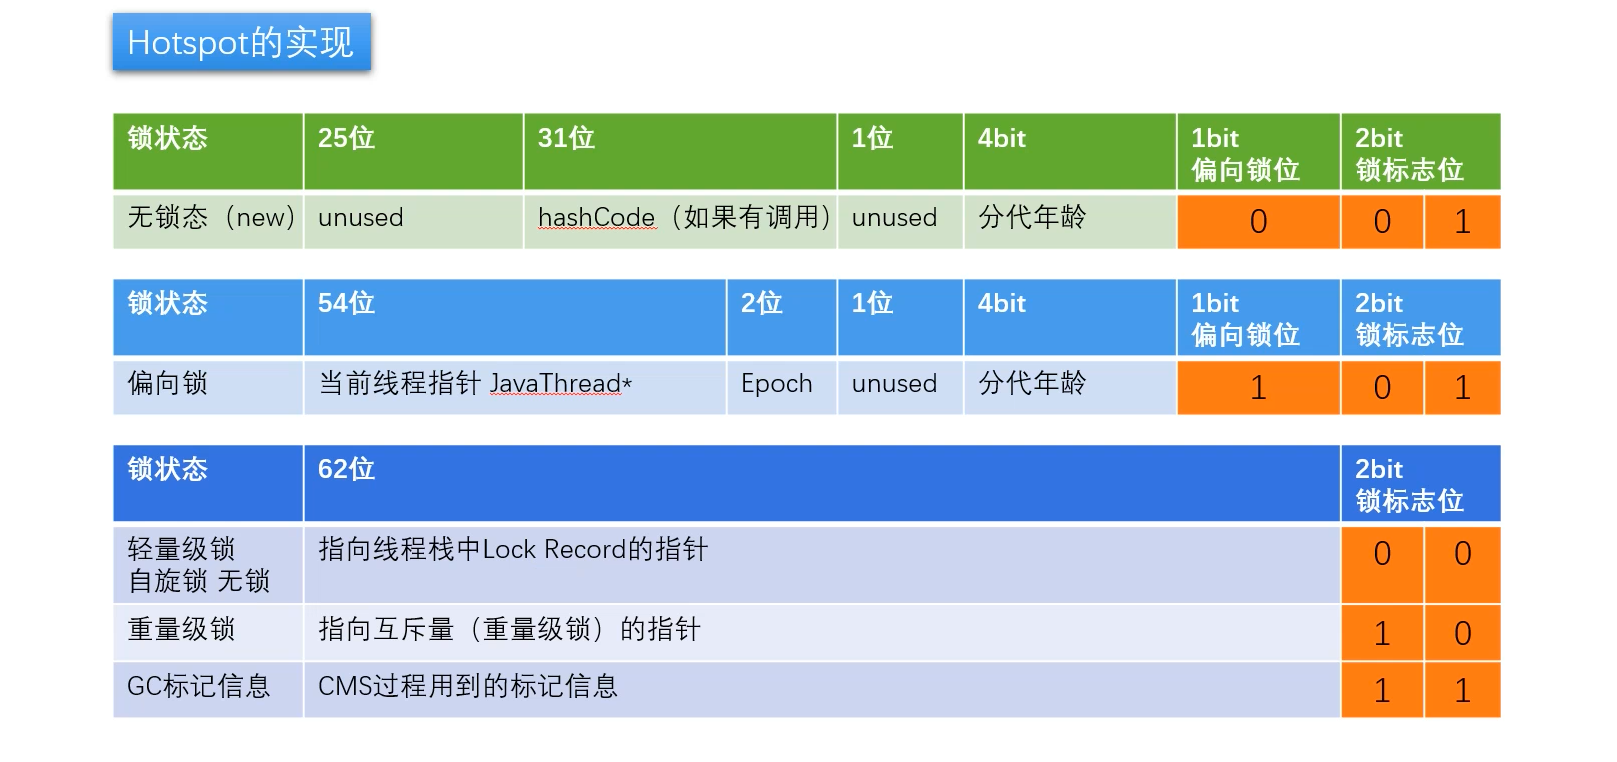 Hotspot的实现
锁状态 25位 31位 1位 4bit 1bit 2bit
偏向锁位 锁标志位
无锁态（new） unused hashCode（如果有调用） unused 分代年龄 0 0 1
锁状态 54位 2位 1位 4bit 1bit 2bit
偏向锁位 锁标志位
偏向锁 当前线程指针 JavaThread* Epoch unused 分代年龄 1 0 1
锁状态 62位 2bit
锁标志位
轻量级锁 指向线程栈中Lock Record的指针 0 0
自旋锁 无锁
重量级锁 指向互斥量（重量级锁）的指针 1 0
GC标记信息 CMS过程用到的标记信息 1 1